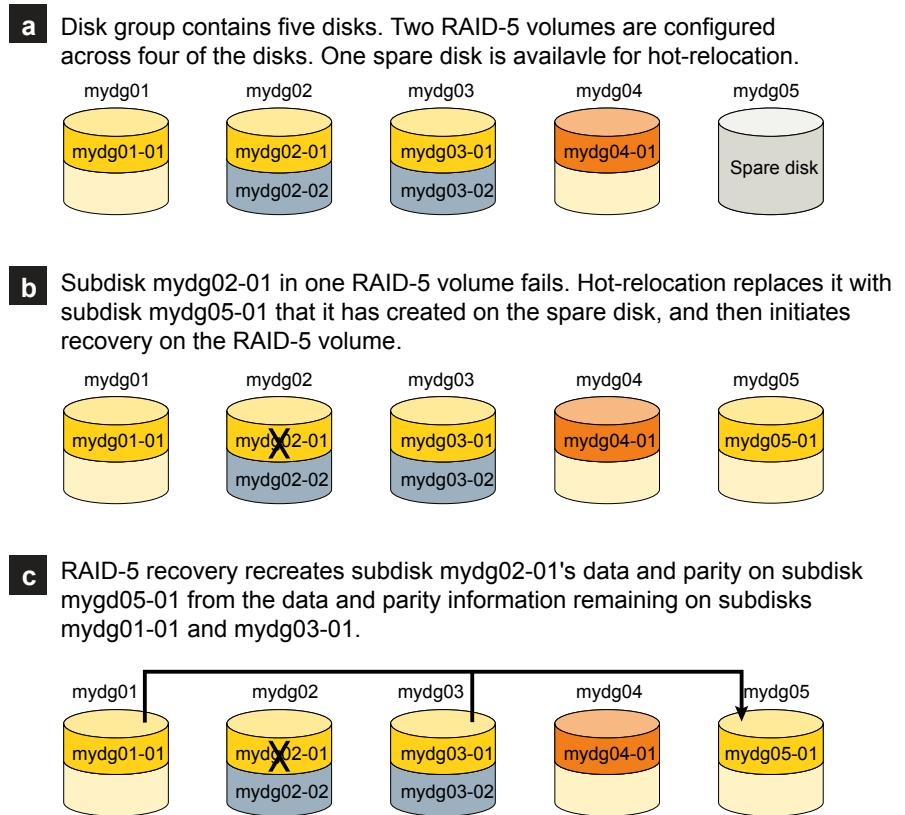 a
Disk group contains five disks. Two RAID-5 volumes are configured
across four of the disks. One spare disk is availavle for hot-relocation.
mydg01 mydg02 mydg03 mydg04 mydg05
mydg01-01 mydg02-01 mydg03-01 mydg04-01 Spare disk
mydg02-02 mydg03-02
b
Subdisk mydg02-01 in one RAID-5 volume fails. Hot-relocation replaces it with
subdisk mydg05-01 that it has created on the spare disk, and then initiates
recovery on the RAID-5 volume.
mydg01 mydg02 mydg03 mydg04 mydg05
mydg01-01 mydg02-01 mydg03-01 mydg04-01 mydg05-01
X
mydg02-02 mydg03-02
c
RAID-5 recovery recreates subdisk mydg02-01's data and parity on subdisk
mygd05-01 from the data and parity information remaining on subdisks
mydg01-01 and mydg03-01.
mydg01 mydg02 mydg03 mydg04 mydg05
mydg01-01 mydg02-01 mydg03-01 mydg04-01 mydg05-01
X
mydg02-02 mydg03-02